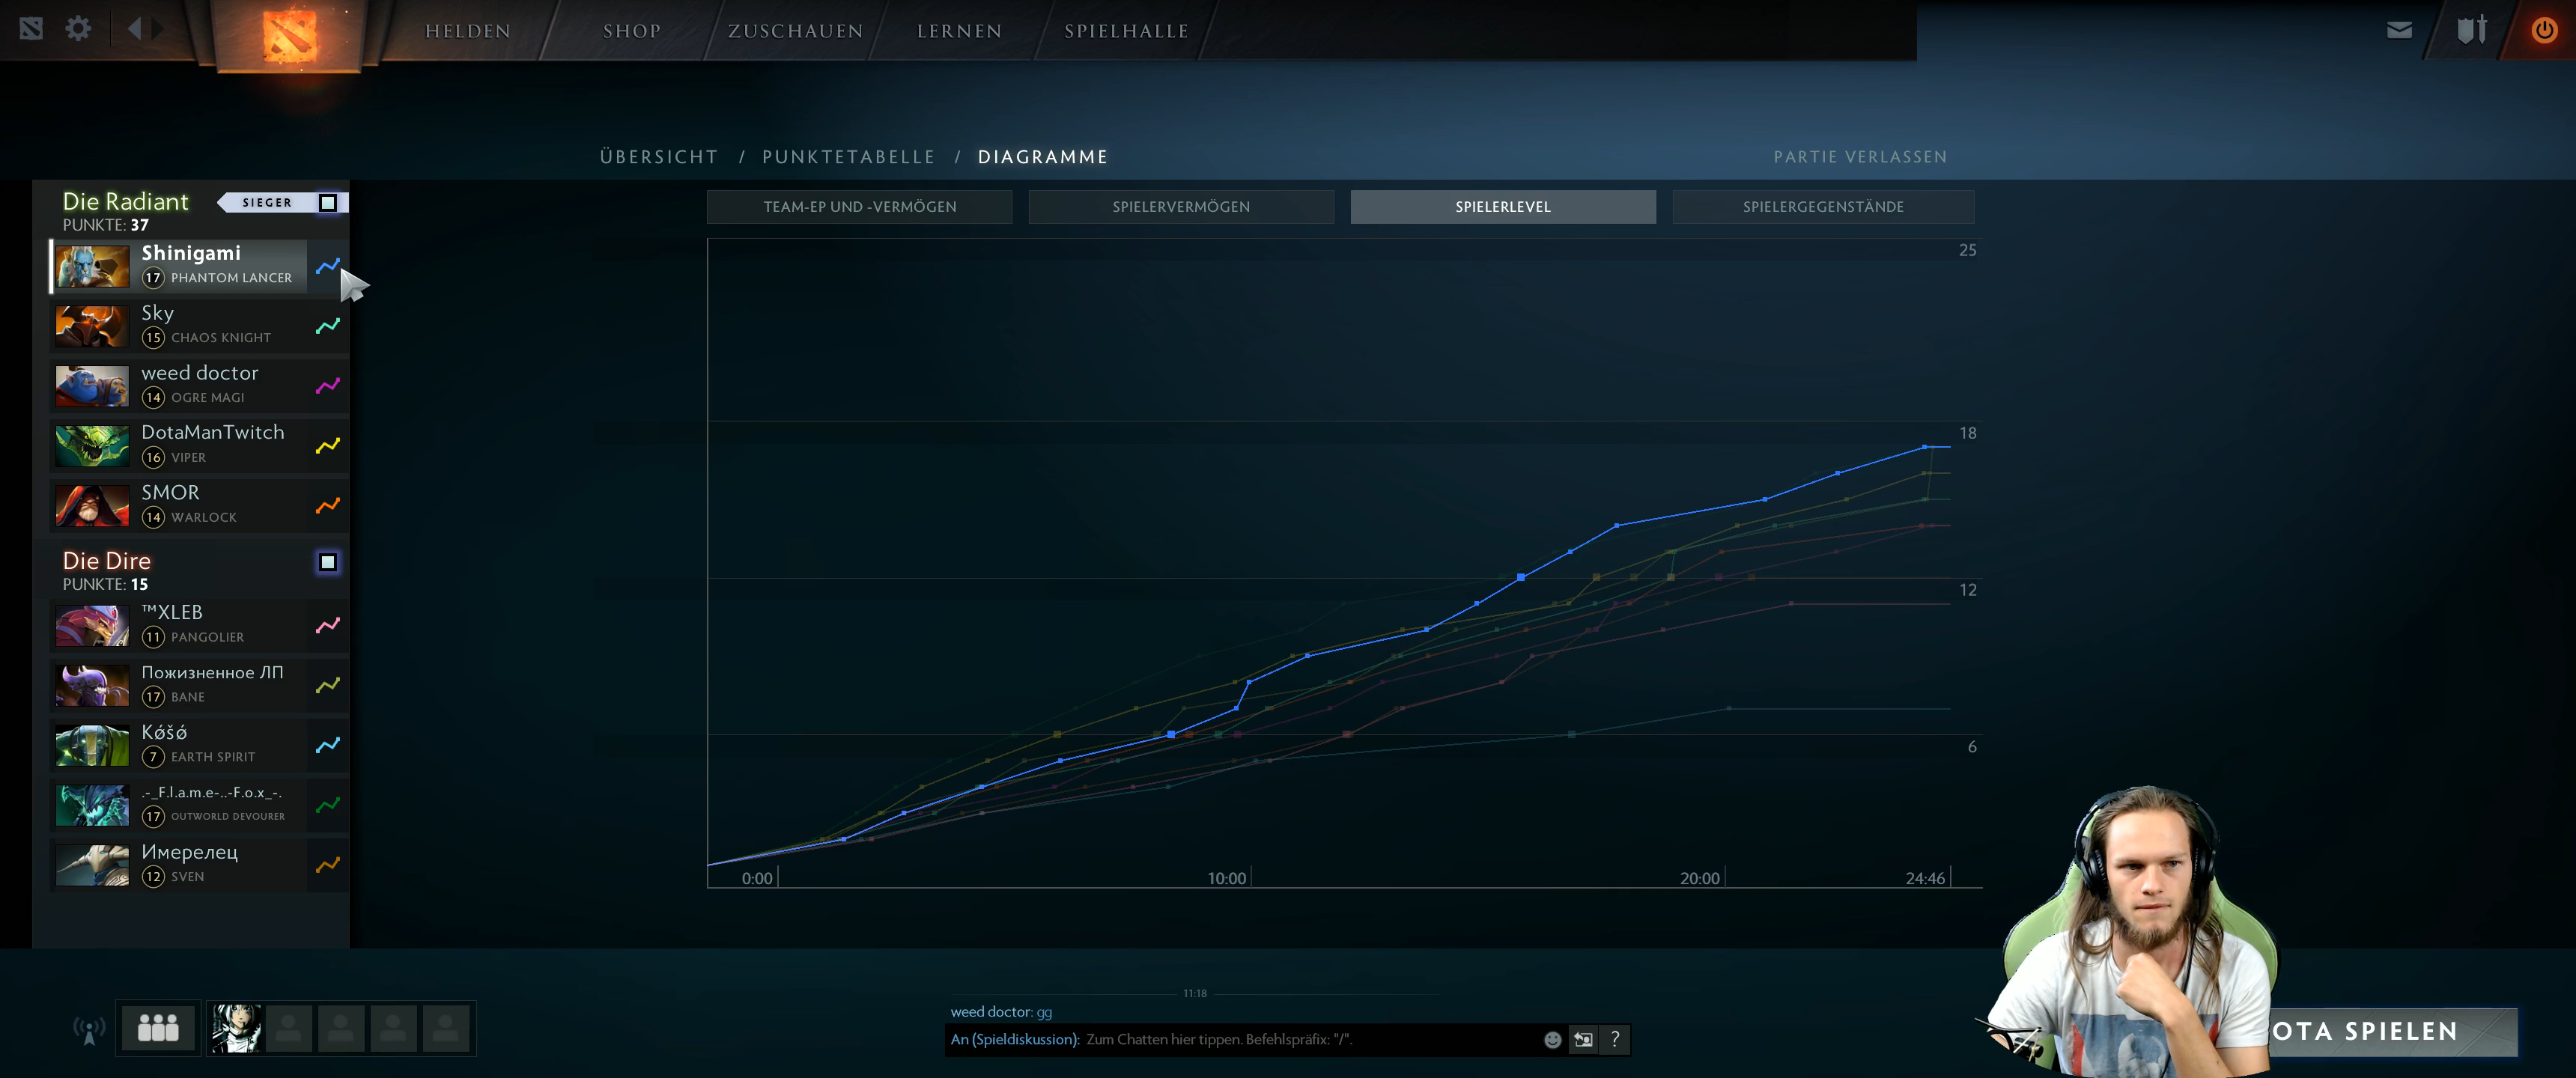 HELDEN
SHOP
ZUSCHAUEN
LERNEN
SPIELHALLE
ÜBERSICHT / PUNKTETABELLE / DIAGRAMME
PARTIE VERLASSEN
Die Radiant
SIEGER
PUNKTE: 37
Shinigami
17 PHANTOM LANCER
Sky
15 CHAOS KNIGHT
weed doctor
14 OGRE MAGI
DotaManTwitch
16 VIPER
SMOR
14 WARLOCK
Die Dire
PUNKTE: 15
™XLEB
11 PANGOLIER
Пожизненное ЛП
17 BANE
Kǿšǿ
7 EARTH SPIRIT
.-_F.l.a.m.e-..-F.o.x_-.
17 OUTWORLD DEVOURER
Имерелец
12 SVEN
TEAM-EP UND -VERMÖGEN
SPIELERVERMÖGEN
SPIELERLEVEL
SPIELERGEGENSTÄNDE
25
18
12
6
0:00
10:00
20:00
24:46
11:18
weed doctor: gg
An (Spieldiskussion): Zum Chatten hier tippen. Befehlspräfix: "/".
?
OTA SPIELEN